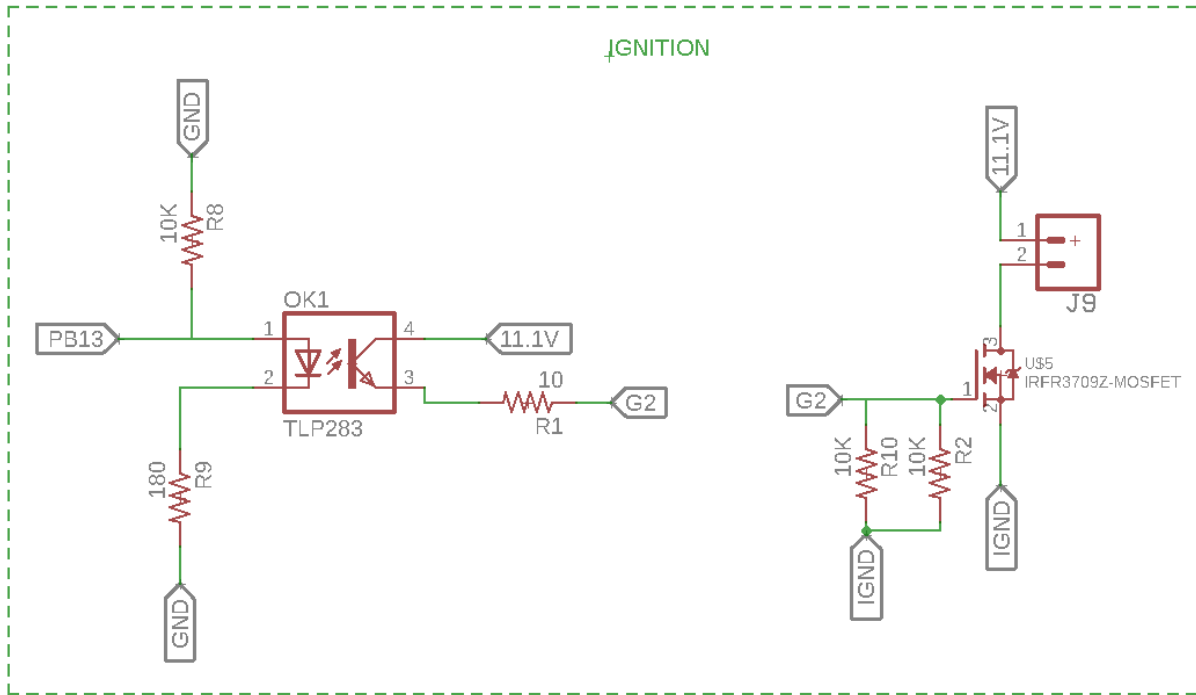 IGNITION
GND
10K
R8
PB13
OK1
1
2
4
3
TLP283
11.1V
10
R1
G2
180
R9
GND
11.1V
1
2
+
J9
3
1
2
U$5
IRFR3709Z-MOSFET
G2
10K
R10
10K
R2
IGND
IGND